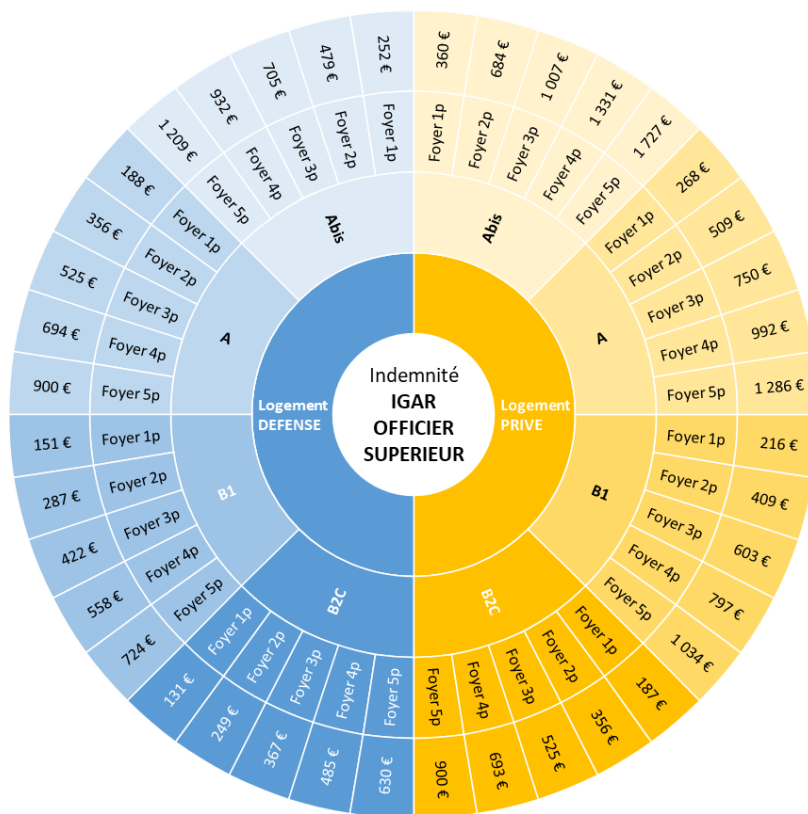 Indemnité
IGAR
OFFICIER
SUPERIEUR
Logement
PRIVE
Abis
Foyer 1p
360 €
Foyer 2p
684 €
Foyer 3p
1 007 €
Foyer 4p
1 331 €
Foyer 5p
1 727 €
A
Foyer 1p
268 €
Foyer 2p
509 €
Foyer 3p
750 €
Foyer 4p
992 €
Foyer 5p
1 286 €
B1
Foyer 1p
216 €
Foyer 2p
409 €
Foyer 3p
603 €
Foyer 4p
797 €
Foyer 5p
1 034 €
B2C
Foyer 1p
187 €
Foyer 2p
356 €
Foyer 3p
525 €
Foyer 4p
693 €
Foyer 5p
900 €
Logement
DEFENSE
B2C
Foyer 5p
630 €
Foyer 4p
485 €
Foyer 3p
367 €
Foyer 2p
249 €
Foyer 1p
131 €
B1
Foyer 5p
724 €
Foyer 4p
558 €
Foyer 3p
422 €
Foyer 2p
287 €
Foyer 1p
151 €
A
Foyer 5p
900 €
Foyer 4p
694 €
Foyer 3p
525 €
Foyer 2p
356 €
Foyer 1p
188 €
Abis
Foyer 5p
1 209 €
Foyer 4p
932 €
Foyer 3p
705 €
Foyer 2p
479 €
Foyer 1p
252 €